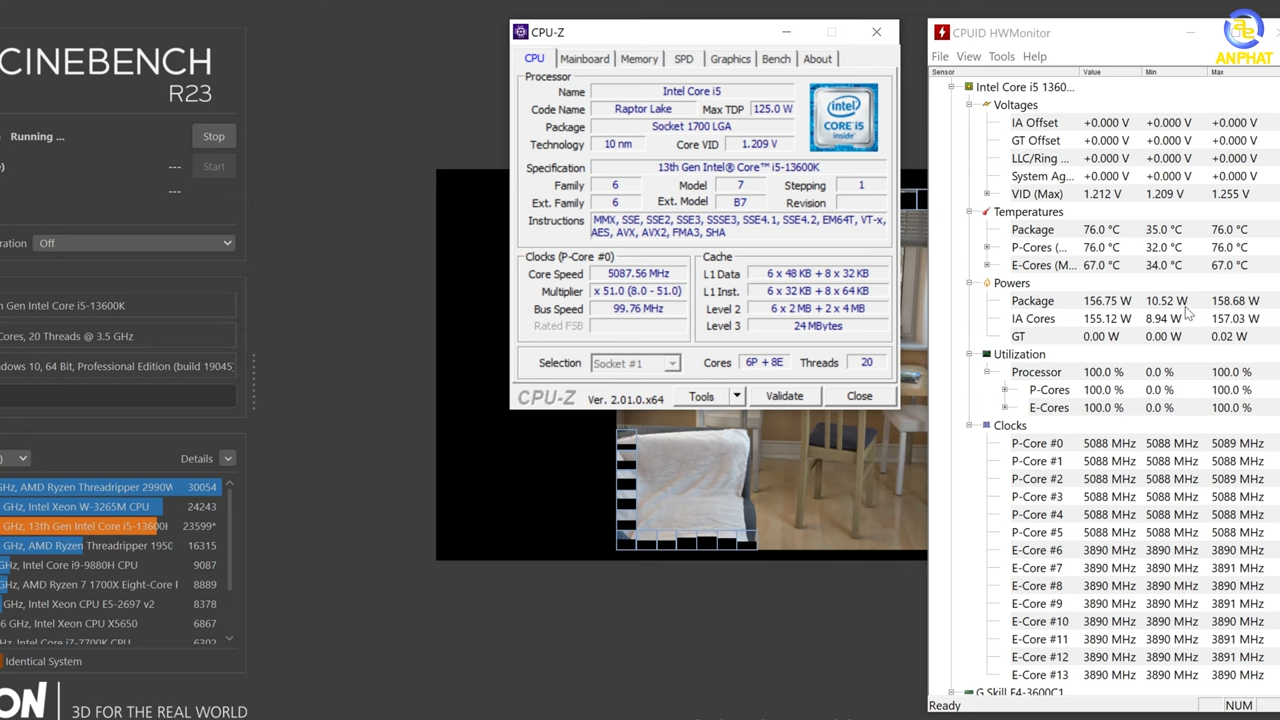 CINEBENCH
R23
Running ...
Stop
---
Start
---
Gen Intel Core i5-13600K
Cores, 20 Threads @ 3.5 GHz
dows 10, 64 Bit, Professional Edition (build 19045)
Details
GHz, AMD Ryzen Threadripper 2990W 30054
GHz, Intel Xeon W-3265M CPU 24243
GHz, 13th Gen Intel Core i5-13600K 23599*
GHz, AMD Ryzen Threadripper 1950 16315
Hz, Intel Core i9-9880H CPU 9087
GHz, AMD Ryzen 7 1700X Eight-Core P 8889
GHz, Intel Xeon CPU E5-2697 v2 8378
6 GHz, Intel Xeon CPU X5650 6867
Hz, Intel Core i7-7700K CPU 6302
Identical System
ON
3D FOR THE REAL WORLD
CPU-Z
CPU Mainboard Memory SPD Graphics Bench About
Processor
Name Intel Core i5
Code Name Raptor Lake Max TDP 125.0 W
Package Socket 1700 LGA
Technology 10 nm Core VID 1.209 V
intel
CORE i5
inside
Specification 13th Gen Intel® Core™ i5-13600K
Family 6 Model 7 Stepping 1
Ext. Family 6 Ext. Model B7 Revision
Instructions MMX, SSE, SSE2, SSE3, SSSE3, SSE4.1, SSE4.2, EM64T, VT-x,
AES, AVX, AVX2, FMA3, SHA
Clocks (P-Core #0)
Core Speed 5087.56 MHz
Multiplier x 51.0 (8.0 - 51.0)
Bus Speed 99.76 MHz
Rated FSB
Cache
L1 Data 6 x 48 KB + 8 x 32 KB
L1 Inst. 6 x 32 KB + 8 x 64 KB
Level 2 6 x 2 MB + 2 x 4 MB
Level 3 24 MBytes
Selection Socket #1 Cores 6P + 8E Threads 20
CPU-Z Ver. 2.01.0.x64 Tools Validate Close
CPUID HWMonitor
ae
ANPHAT
File View Tools Help
Sensor Value Min Max
Intel Core i5 1360...
Voltages
IA Offset +0.000 V +0.000 V +0.000 V
GT Offset +0.000 V +0.000 V +0.000 V
LLC/Ring ... +0.000 V +0.000 V +0.000 V
System Ag... +0.000 V +0.000 V +0.000 V
VID (Max) 1.212 V 1.209 V 1.255 V
Temperatures
Package 76.0 °C 35.0 °C 76.0 °C
P-Cores (... 76.0 °C 32.0 °C 76.0 °C
E-Cores (M... 67.0 °C 34.0 °C 67.0 °C
Powers
Package 156.75 W 10.52 W 158.68 W
IA Cores 155.12 W 8.94 W 157.03 W
GT 0.00 W 0.00 W 0.02 W
Utilization
Processor 100.0 % 0.0 % 100.0 %
P-Cores 100.0 % 0.0 % 100.0 %
E-Cores 100.0 % 0.0 % 100.0 %
Clocks
P-Core #0 5088 MHz 5088 MHz 5089 MHz
P-Core #1 5088 MHz 5088 MHz 5088 MHz
P-Core #2 5088 MHz 5088 MHz 5089 MHz
P-Core #3 5088 MHz 5088 MHz 5088 MHz
P-Core #4 5088 MHz 5088 MHz 5088 MHz
P-Core #5 5088 MHz 5088 MHz 5088 MHz
E-Core #6 3890 MHz 3890 MHz 3890 MHz
E-Core #7 3890 MHz 3890 MHz 3891 MHz
E-Core #8 3890 MHz 3890 MHz 3890 MHz
E-Core #9 3890 MHz 3890 MHz 3891 MHz
E-Core #10 3890 MHz 3890 MHz 3890 MHz
E-Core #11 3890 MHz 3890 MHz 3891 MHz
E-Core #12 3890 MHz 3890 MHz 3891 MHz
E-Core #13 3890 MHz 3890 MHz 3890 MHz
G Skill F4-3600C1
Ready NUM